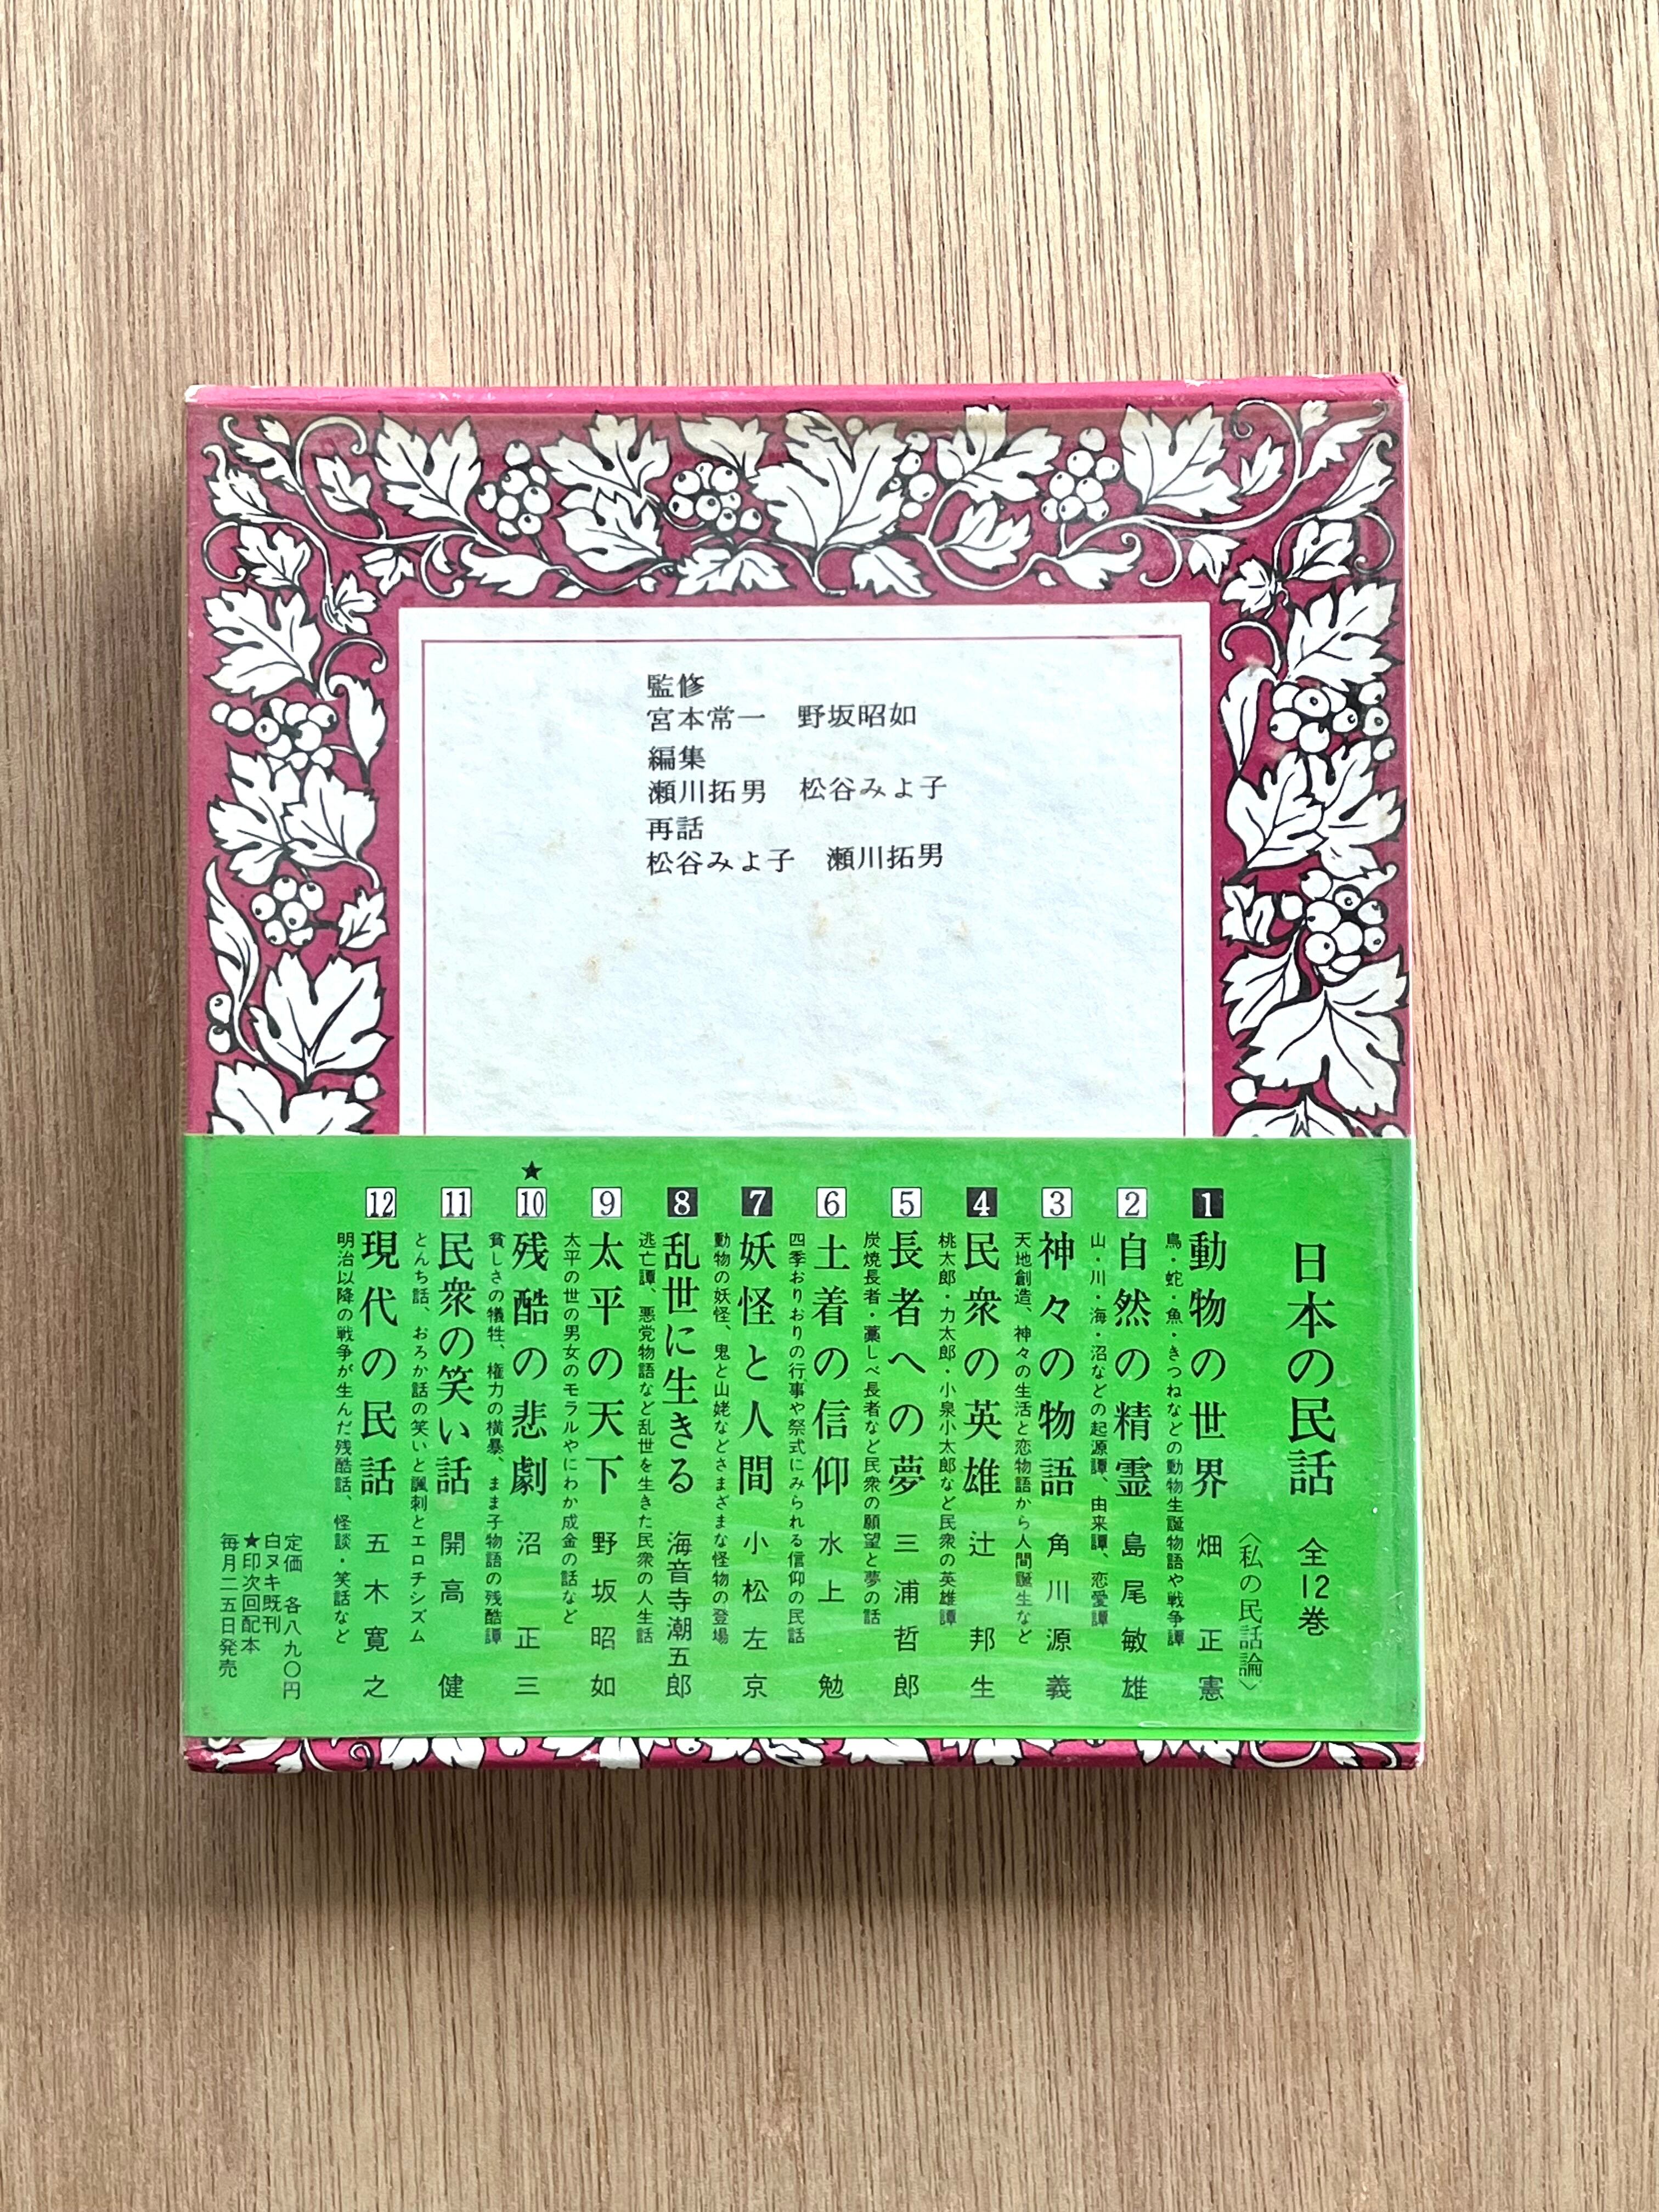 監修
宮本常一　野坂昭如
編集
瀬川拓男　松谷みよ子
再話
松谷みよ子　瀬川拓男
日本の民話　全12巻
〈私の民話論〉
1 動物の世界　畑正憲
鳥・蛇・魚・きつねなどの動物生誕物語や戦争譚
2 自然の精霊　島尾敏雄
山・川・海・沼などの起源譚、由来譚、恋愛譚
3 神々の物語　角川源義
天地創造、神々の生活と恋物語から人間誕生など
4 民衆の英雄　辻邦生
桃太郎・力太郎・小泉小太郎など民衆の英雄譚
5 長者への夢　三浦哲郎
炭焼長者・藁しべ長者など民衆の願望と夢の話
6 土着の信仰　水上勉
四季おりおりの行事や祭式にみられる信仰の民話
7 妖怪と人間　小松左京
動物の妖怪、鬼と山姥などさまざまな怪物の登場
8 乱世に生きる　海音寺潮五郎
逃亡譚、悪党物語など乱世を生きた民衆の人生話
9 太平の天下　野坂昭如
太平の世の男女のモラルやにわか成金の話など
★10 残酷の悲劇　沼正三
貧しさの犠牲、権力の横暴、まま子物語の残酷譚
11 民衆の笑い話　開高健
とんち話、おろか話の笑いと諷刺とエロチシズム
12 現代の民話　五木寛之
明治以降の戦争が生んだ残酷話、怪談・笑話など
定価　各八九〇円
白ヌキ既刊
★印次回配本
毎月二五日発売